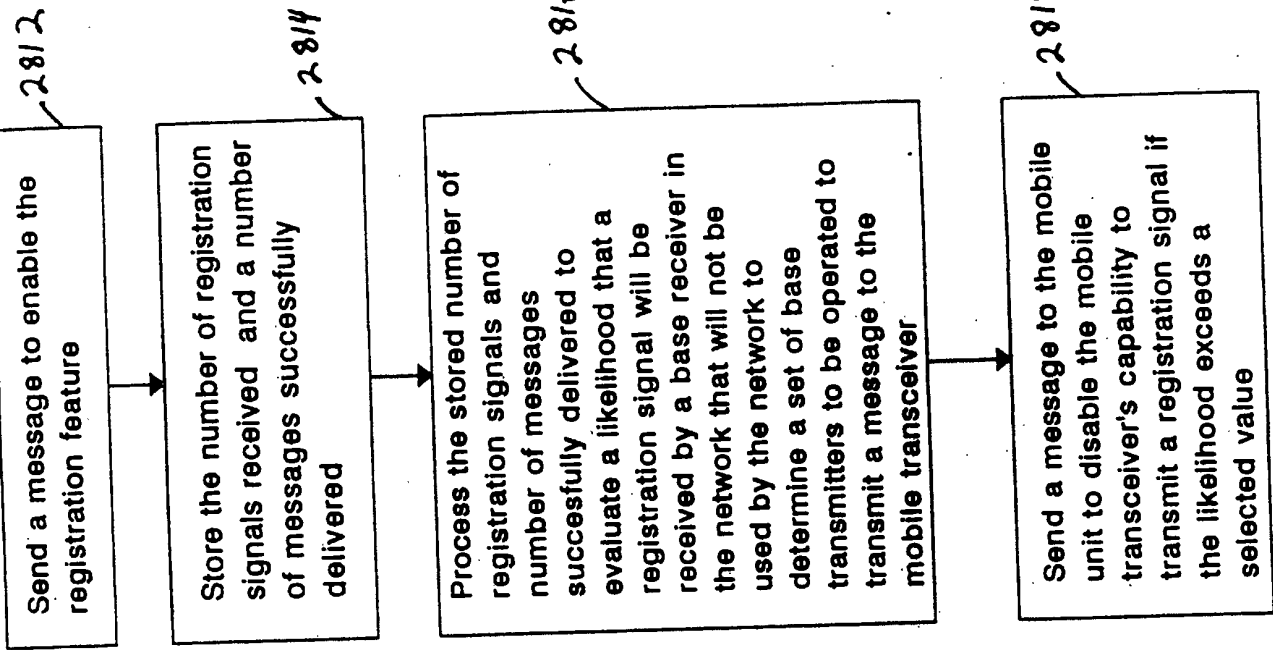 Send a message to enable the
registration feature
2812
Store the number of registration
signals received and a number
of messages successfully
delivered
2814
Process the stored number of
registration signals and
number of messages
succesfully delivered to
evaluate a likelihood that a
registration signal will be
received by a base receiver in
the network that will not be
used by the network to
determine a set of base
transmitters to be operated to
transmit a message to the
mobile transceiver
Send a message to the mobile
unit to disable the mobile
transceiver's capability to
transmit a registration signal if
the likelihood exceeds a
selected value